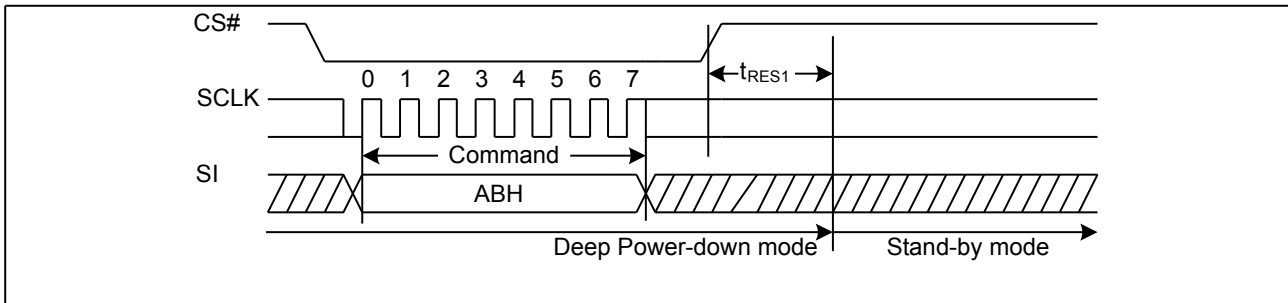 CS#
0 1 2 3 4 5 6 7
tRES1
SCLK
Command
SI
ABH
Deep Power-down mode Stand-by mode